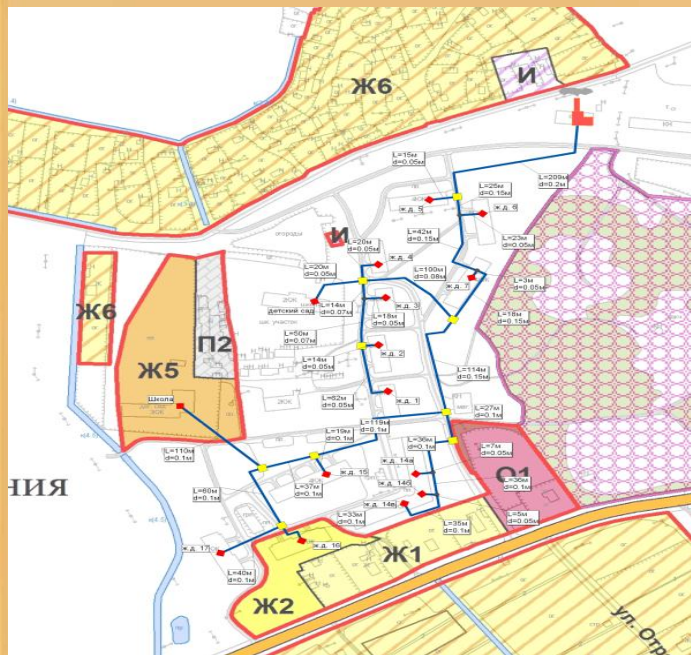 Ж6
И
L=15м
d=0.05м
L=25м
d=0.15м
L=209м
d=0.2м
ж.д. 5
ж.д. 6
L=42м
d=0.15м
L=23м
d=0.05м
огороды
И
L=20м
d=0.05м
ж.д. 4
L=20м
d=0.05м
L=100м
d=0.08м
ж.д. 7
L=3м
d=0.05м
Ж6
детский сад
L=14м
d=0.07м
ж.д. 3
L=18м
d=0.05м
L=18м
d=0.15м
П2
L=50м
d=0.07м
ж.д. 2
Ж5
L=14м
d=0.05м
L=114м
d=0.15м
Школа
L=62м
d=0.05м
ж.д. 1
L=27м
d=0.1м
L=119м
d=0.1м
L=19м
d=0.1м
L=36м
d=0.1м
L=7м
d=0.05м
L=110м
d=0.1м
ж.д. 14а
О1
ж.д. 15
ж.д. 14б
L=36м
d=0.1м
НИЯ
L=60м
d=0.1м
L=37м
d=0.1м
ж.д. 14в
L=33м
d=0.1м
L=35м
d=0.1м
L=5м
d=0.05м
ж.д. 17
ж.д. 16
Ж1
L=40м
d=0.1м
Ж2
ул. Отр